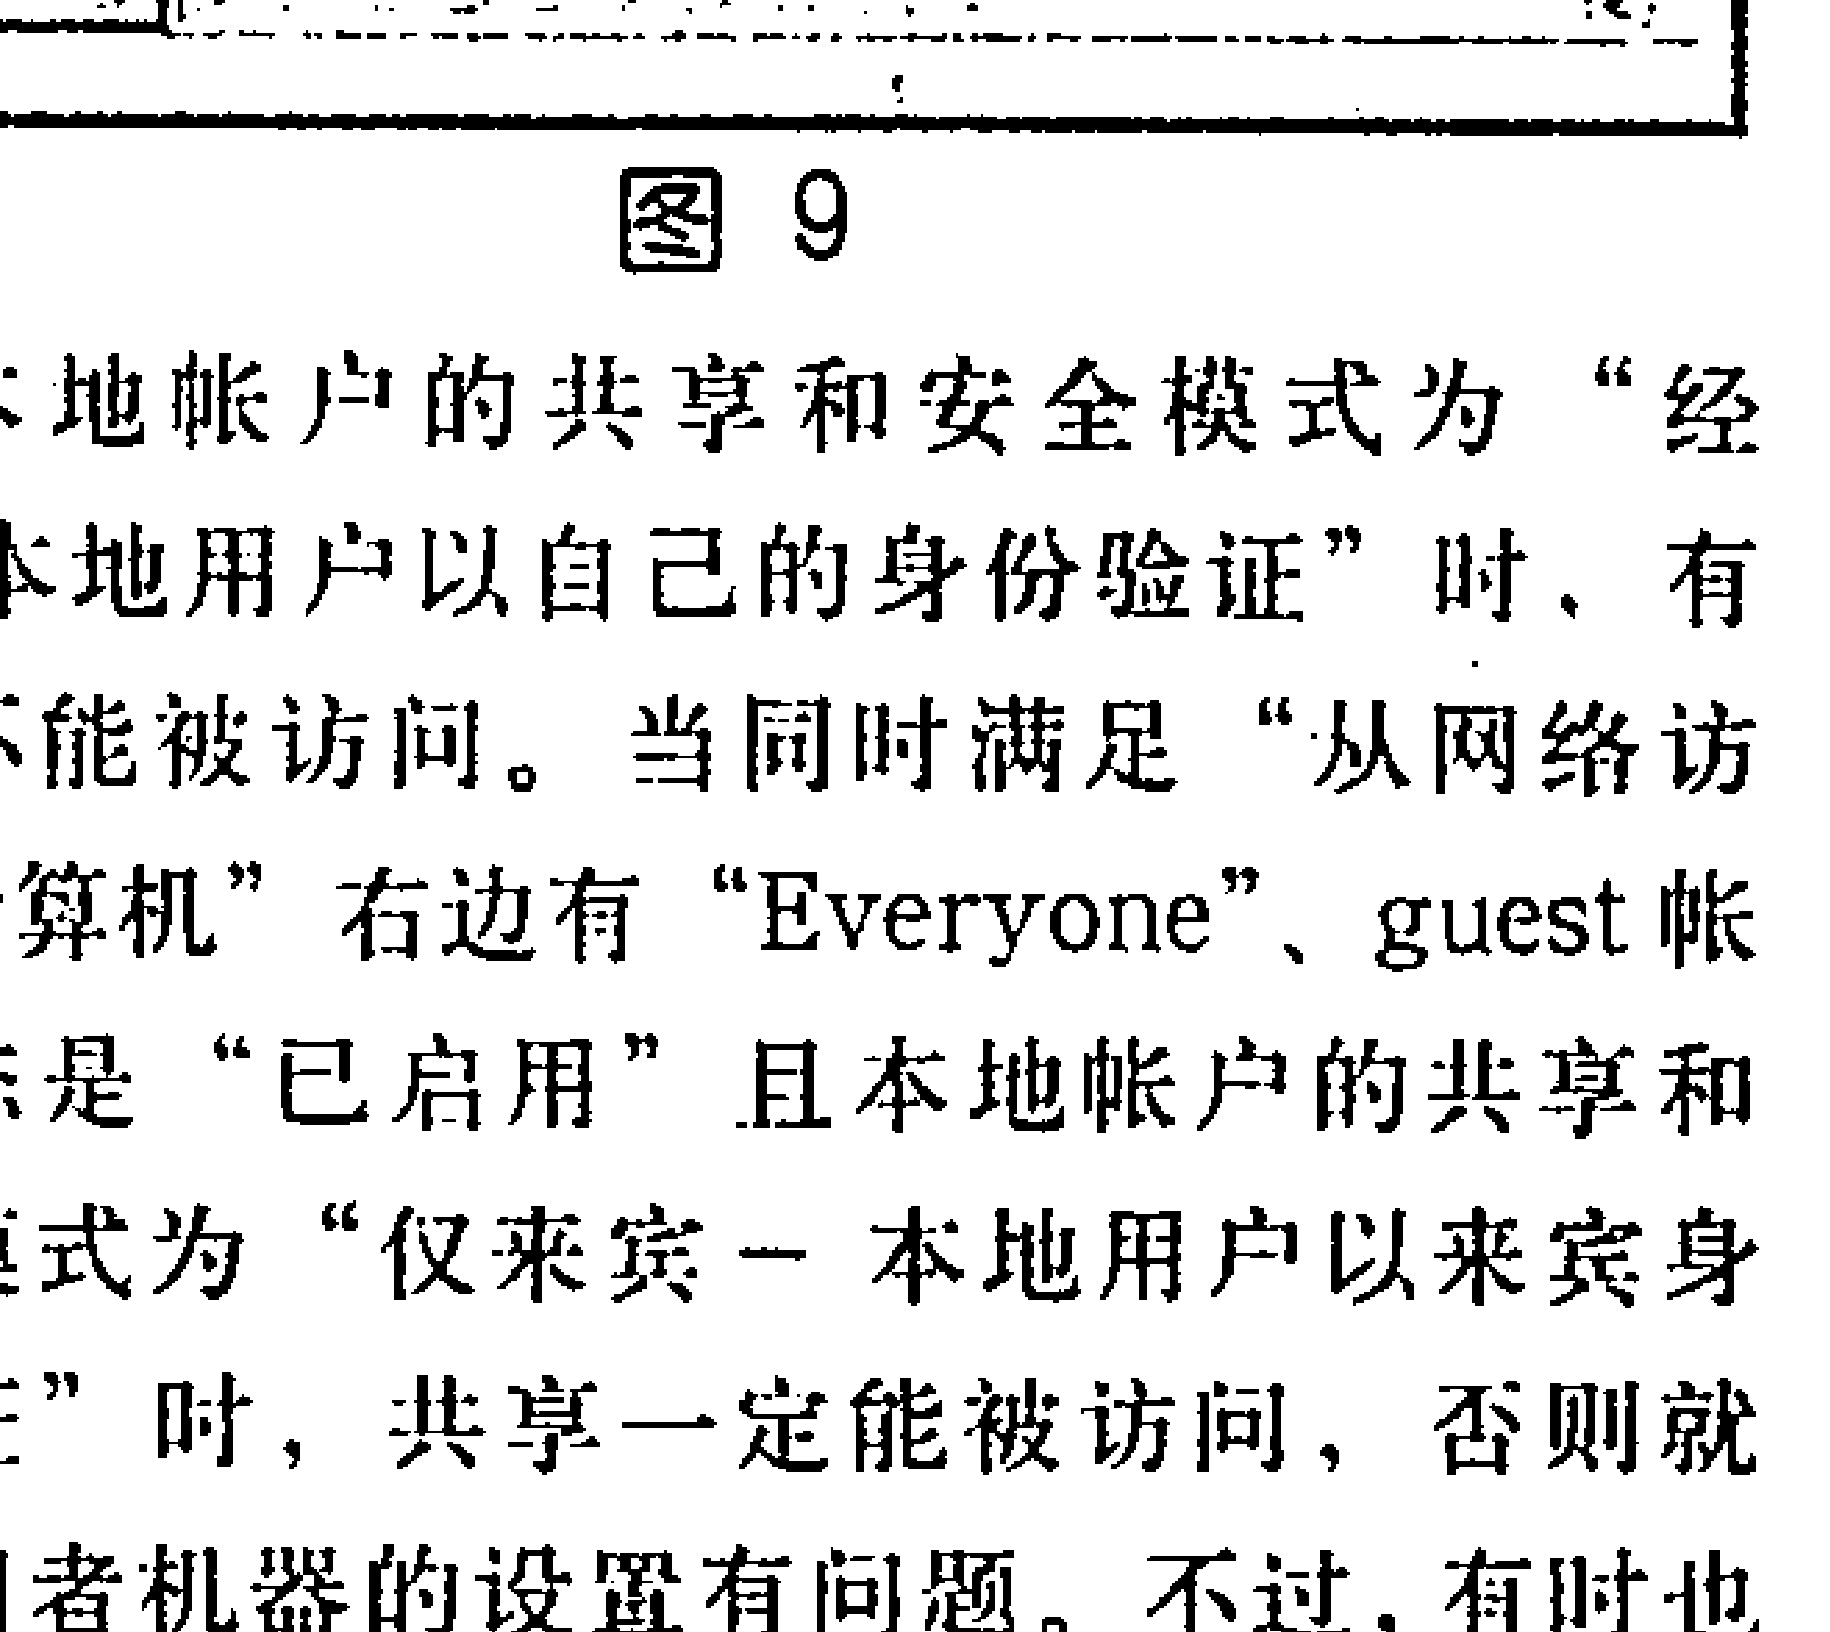 图 9
地帐户的共享和安全模式为“经
本地用户以自己的身份验证”时、有
不能被访问。当同时满足“从网络访
算机”右边有“Everyone”、guest帐
是“已启用”且本地帐户的共享和
式为“仅来宾－ 本地用户以来宾身
”时，共享一定能被访问，否则就
者机器的设置有问题。不过，有时也